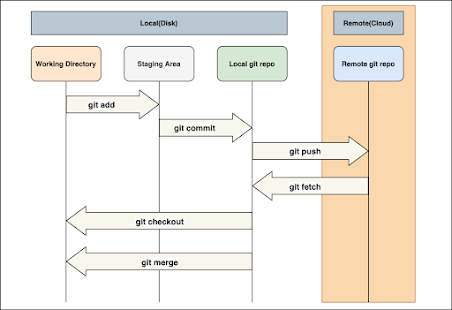 Local(Disk)
Remote(Cloud)
Working Directory
Staging Area
Local git repo
Remote git repo
git add
git commit
git push
git fetch
git checkout
git merge